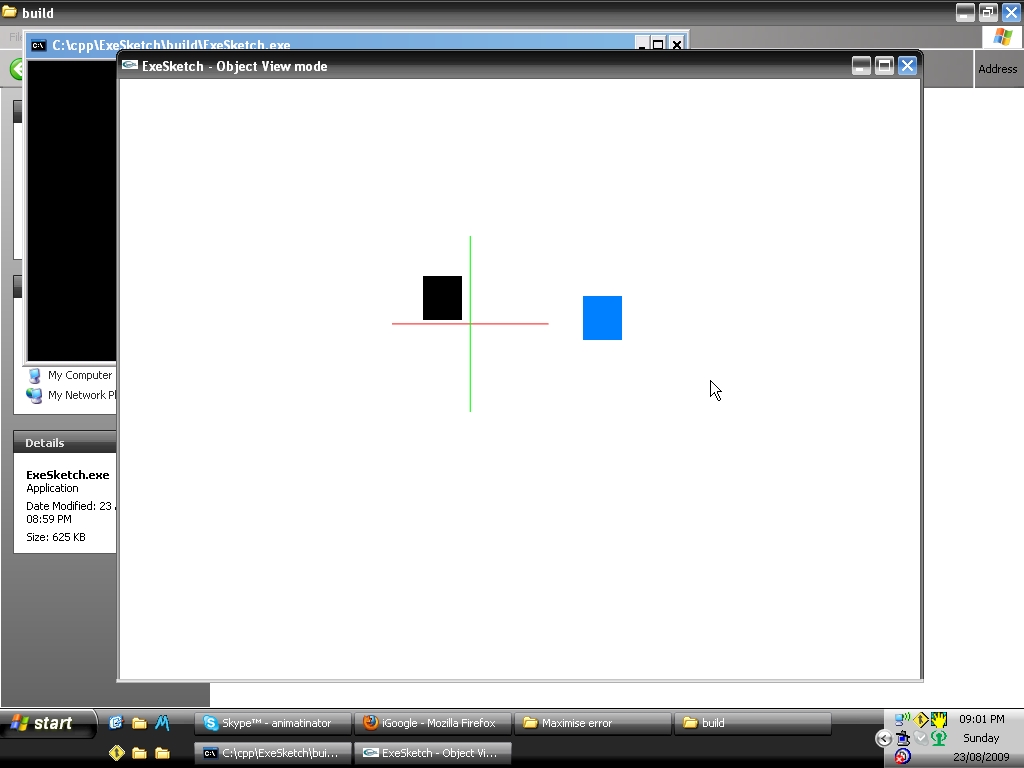 build
Fil
C:\cpp\ExeSketch\build\ExeSketch.exe
ExeSketch - Object View mode
Address
My Computer
My Network Pl
Details
ExeSketch.exe
Application
Date Modified: 23
08:59 PM
Size: 625 KB
start
Skype™ - animatinator
iGoogle - Mozilla Firefox
Maximise error
build
09:01 PM
C:\cpp\ExeSketch\bui...
ExeSketch - Object Vi...
Sunday
23/08/2009